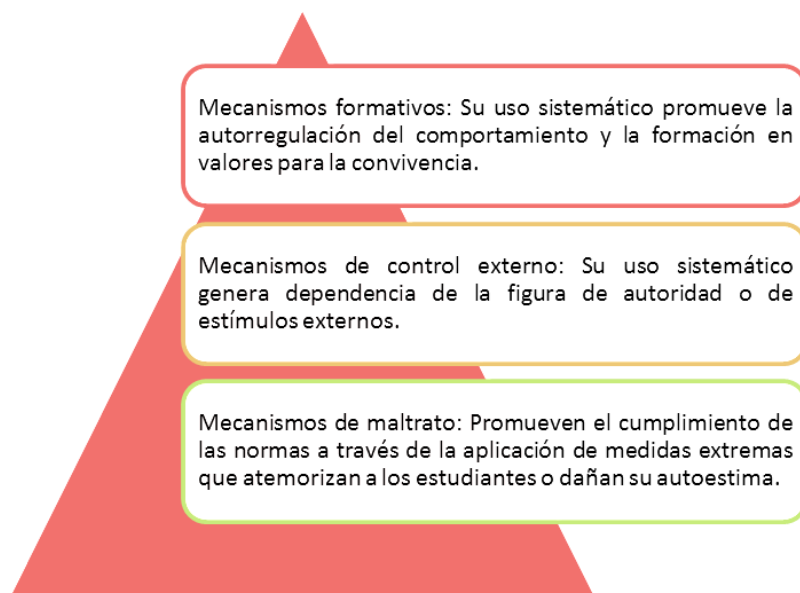 Mecanismos formativos: Su uso sistemático promueve la
autorregulación del comportamiento y la formación en
valores para la convivencia.
Mecanismos de control externo: Su uso sistemático
genera dependencia de la figura de autoridad o de
estímulos externos.
Mecanismos de maltrato: Promueven el cumplimiento de
las normas a través de la aplicación de medidas extremas
que atemorizan a los estudiantes o dañan su autoestima.